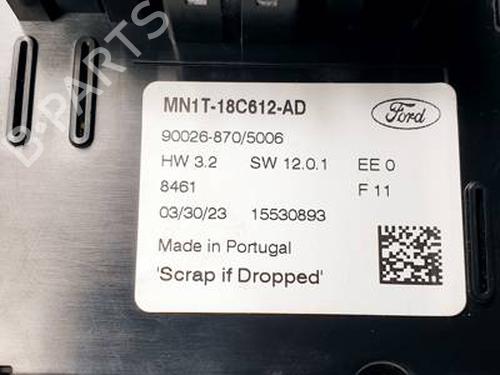 B-PARTS
MN1T-18C612-AD
Ford
90026-870/5006
HW 3.2 SW 12.0.1 EE 0
8461 F 11
03/30/23 15530893
Made in Portugal
'Scrap if Dropped'